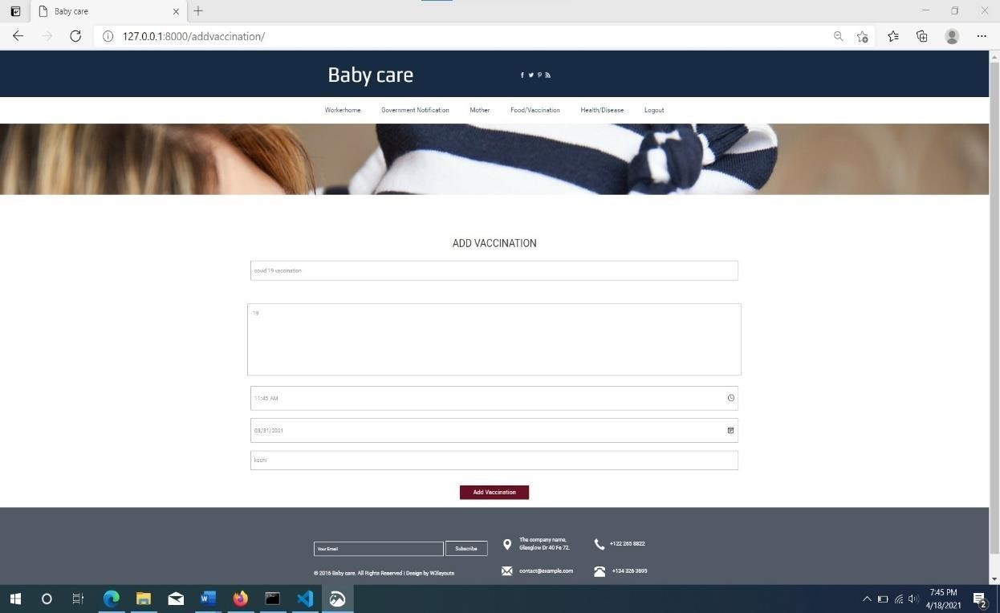 Baby care
127.0.0.1:8000/addvaccination/
Baby care
Workerhome Government Notification Mother Food/Vaccination Health/Disease Logout
ADD VACCINATION
covid 19 vaccination
19
11:45 AM
03/31/2021
kochi
Add Vaccination
Your Email
Subscribe
The company name,
Glasglow Dr 40 Fe 72.
+122 265 8822
© 2016 Baby care. All Rights Reserved | Design by W3layouts
contact@example.com
+134 326 3695
7:45 PM
4/18/2021
2